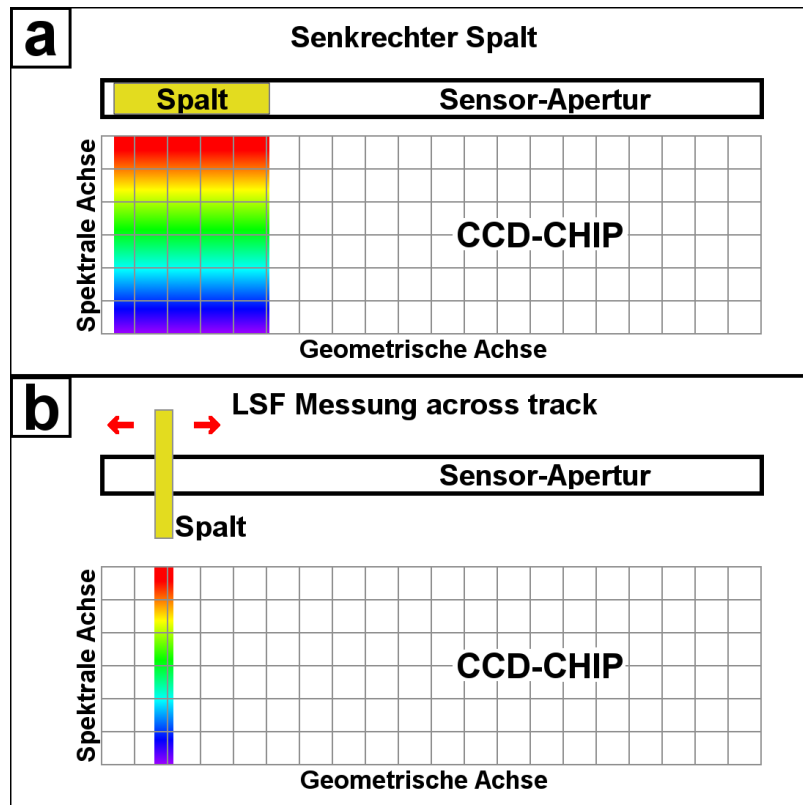 a
Senkrechter Spalt
Spalt
Sensor-Apertur
Spektrale Achse
CCD-CHIP
Geometrische Achse
b
LSF Messung across track
Sensor-Apertur
Spalt
Spektrale Achse
CCD-CHIP
Geometrische Achse